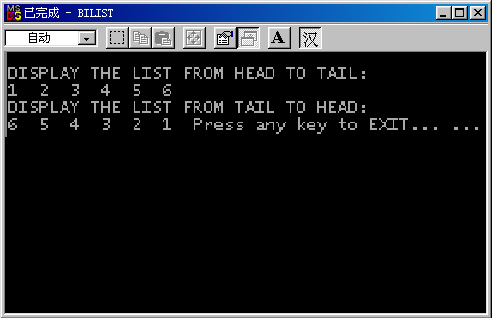 已完成 - BILIST
自动
A
汉
DISPLAY THE LIST FROM HEAD TO TAIL:
1 2 3 4 5 6
DISPLAY THE LIST FROM TAIL TO HEAD:
6 5 4 3 2 1 Press any key to EXIT... ...